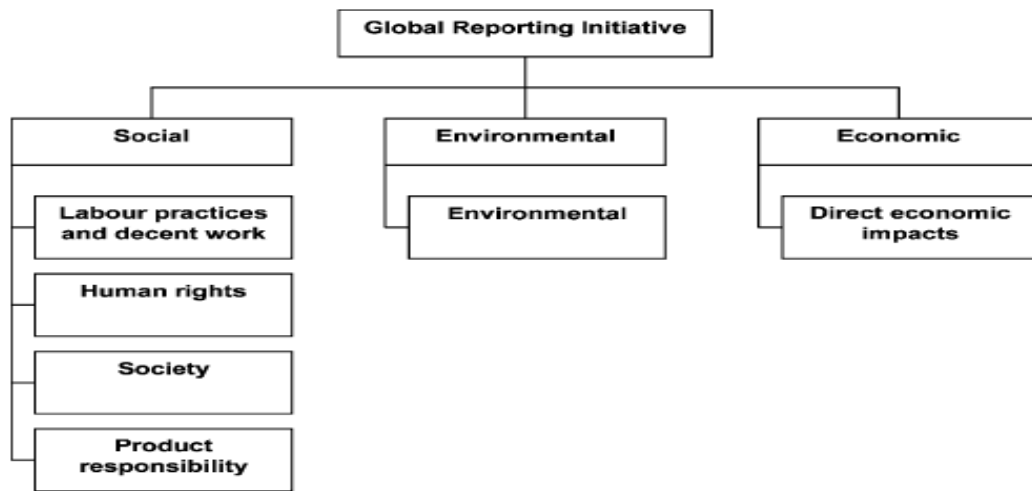 Global Reporting Initiative
Social
Environmental
Economic
Labour practices
and decent work
Environmental
Direct economic
impacts
Human rights
Society
Product
responsibility